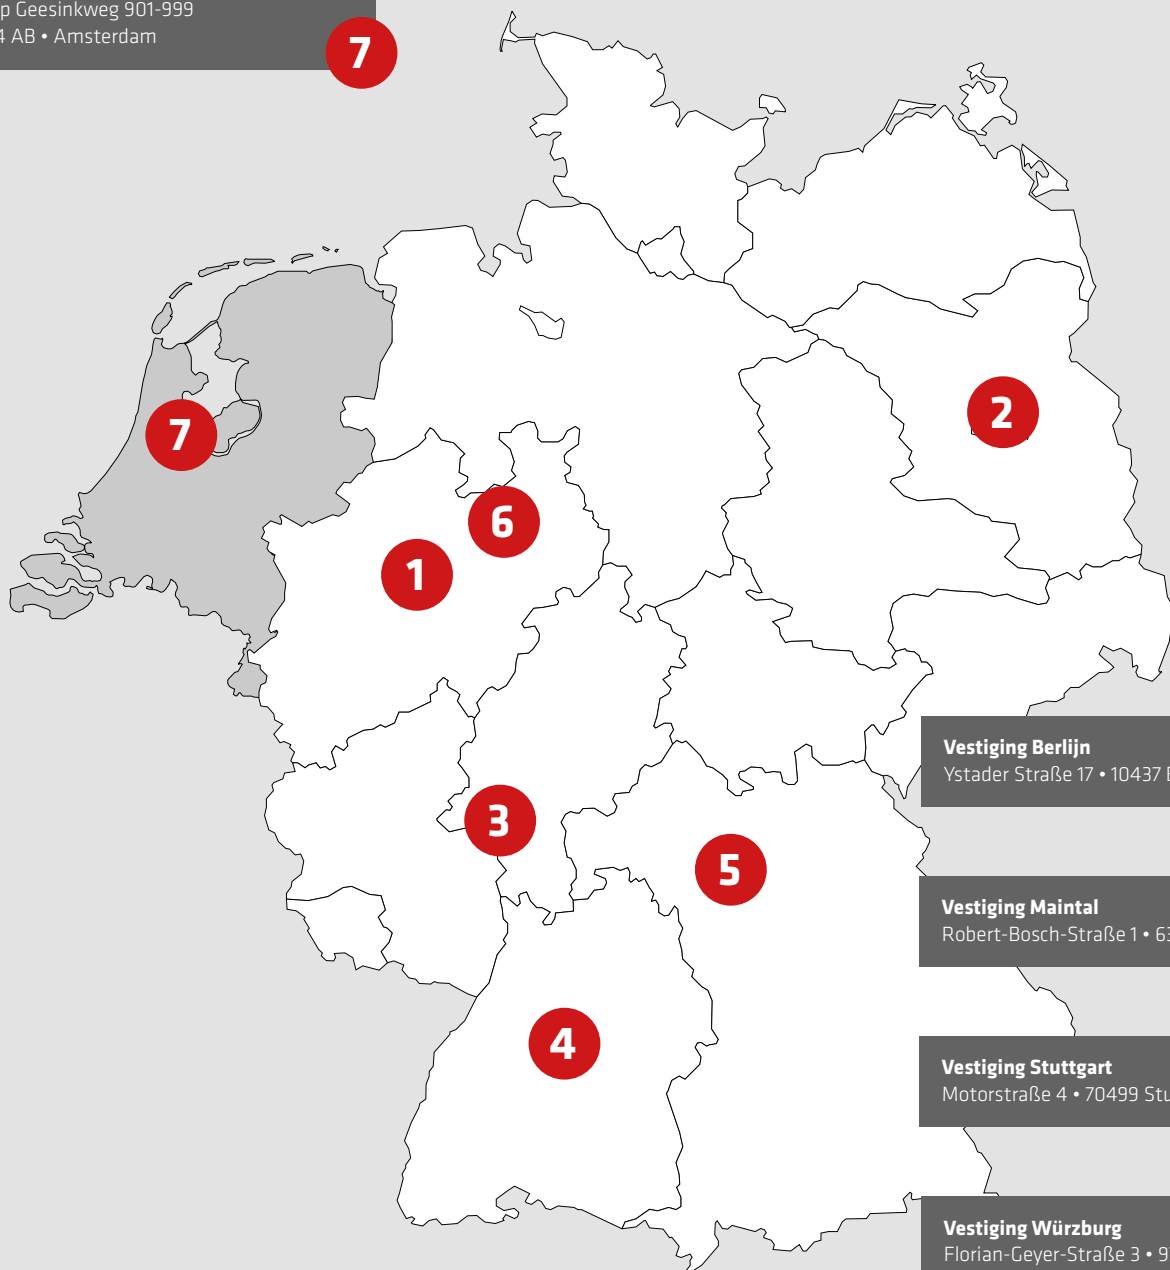 Geesinkweg 901-999
AB • Amsterdam
7
2
7
6
1
Vestiging Berlijn
Ystader Straße 17 • 10437
3
5
Vestiging Maintal
Robert-Bosch-Straße 1 •
4
Vestiging Stuttgart
Motorstraße 4 • 70499
Vestiging Würzburg
Florian-Geyer-Straße 3 •